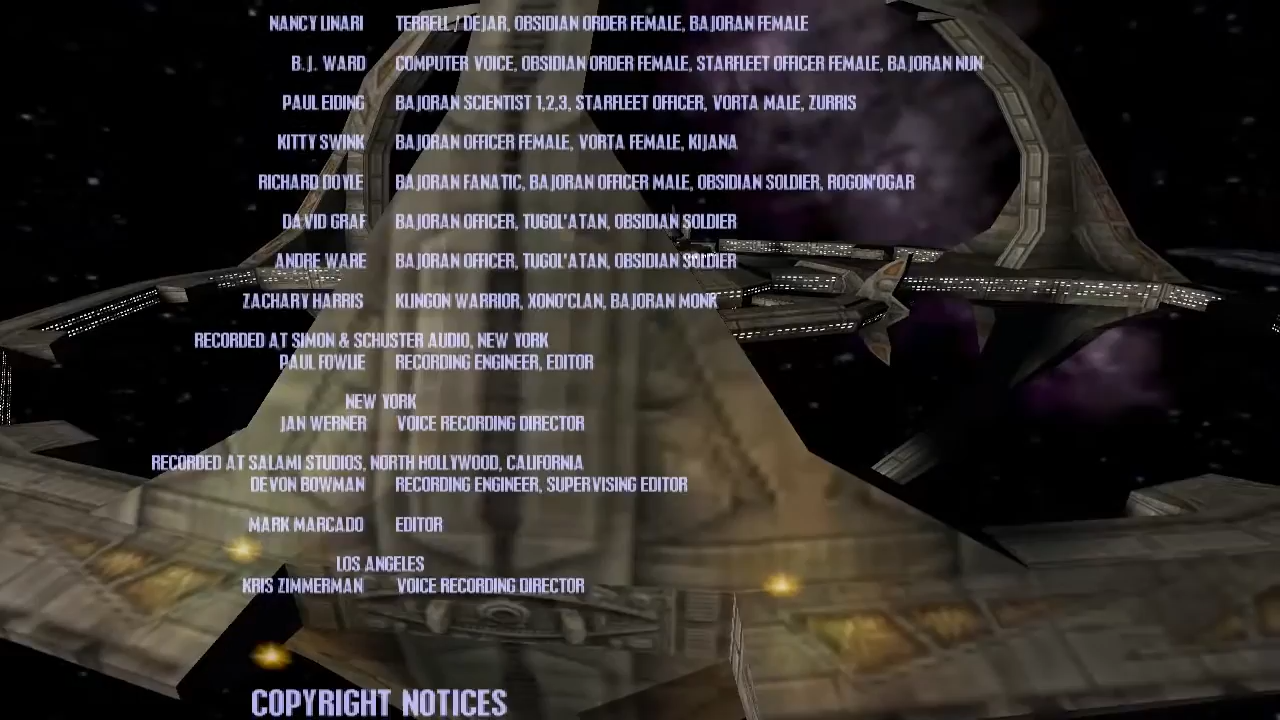 NANCY LINARI TERRELL / DEJAR, OBSIDIAN ORDER FEMALE, BAJORAN FEMALE
B.J. WARD COMPUTER VOICE, OBSIDIAN ORDER FEMALE, STARFLEET OFFICER FEMALE, BAJORAN NUN
PAUL EIDING BAJORAN SCIENTIST 1,2,3, STARFLEET OFFICER, VORTA MALE, ZURRIS
KITTY SWINK BAJORAN OFFICER FEMALE, VORTA FEMALE, KIJANA
RICHARD DOYLE BAJORAN FANATIC, BAJORAN OFFICER MALE, OBSIDIAN SOLDIER, ROGON'OGAR
DAVID GRAF BAJORAN OFFICER, TUGOL'ATAN, OBSIDIAN SOLDIER
ANDRE WARE BAJORAN OFFICER, TUGOL'ATAN, OBSIDIAN SOLDIER
ZACHARY HARRIS KLINGON WARRIOR, XONO'CLAN, BAJORAN MONK
RECORDED AT SIMON & SCHUSTER AUDIO, NEW YORK
PAUL FOWLIE RECORDING ENGINEER, EDITOR
NEW YORK
JAN WERNER VOICE RECORDING DIRECTOR
RECORDED AT SALAMI STUDIOS, NORTH HOLLYWOOD, CALIFORNIA
DEVON BOWMAN RECORDING ENGINEER, SUPERVISING EDITOR
MARK MARCADO EDITOR
LOS ANGELES
KRIS ZIMMERMAN VOICE RECORDING DIRECTOR
COPYRIGHT NOTICES